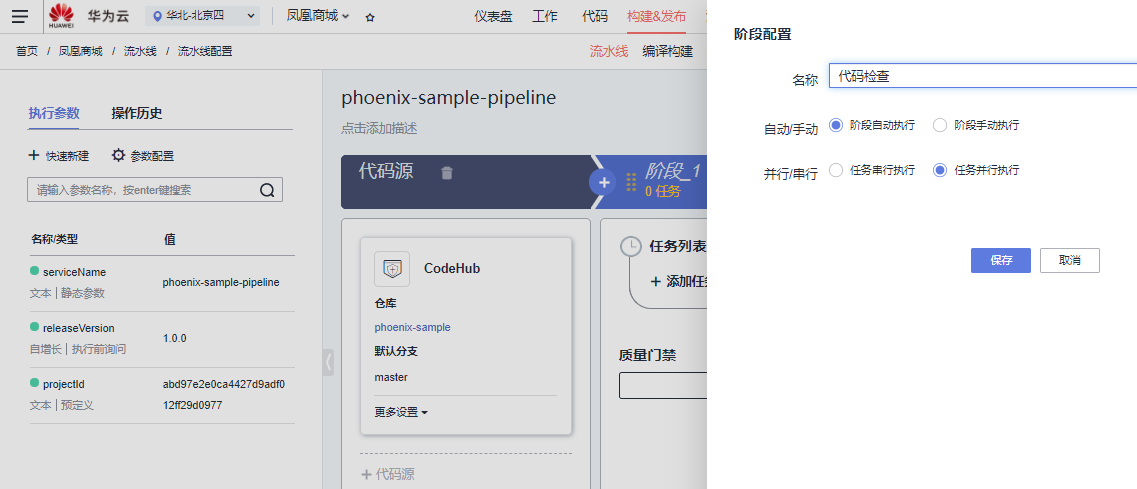 HUAWEI 华为云 华北-北京四 凤凰商城 仪表盘 工作 代码 构建&发布
首页 / 凤凰商城 / 流水线 / 流水线配置 流水线 编译构建
执行参数 操作历史
快速新建 参数配置
请输入参数名称，按enter键搜索
名称/类型 值
serviceName phoenix-sample-pipeline
文本 | 静态参数
releaseVersion 1.0.0
自增长 | 执行前询问
projectId abd97e2e0ca4427d9adf0
文本 | 预定义 12ff29d0977
phoenix-sample-pipeline
点击添加描述
代码源
阶段_1
0 任务
CodeHub
仓库
phoenix-sample
默认分支
master
更多设置
+ 代码源
任务列表
+ 添加任
质量门禁
阶段配置
名称 代码检查
自动/手动 阶段自动执行 阶段手动执行
并行/串行 任务串行执行 任务并行执行
保存 取消